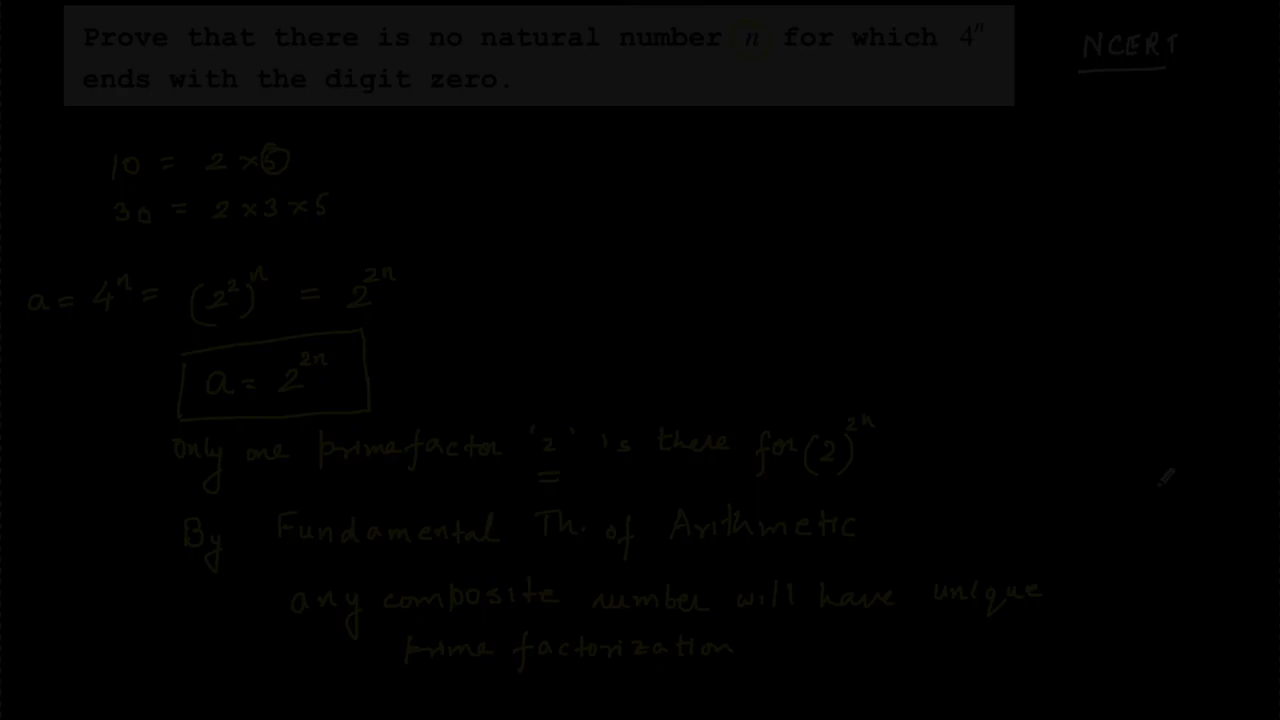 Prove that there is no natural number n for which 4ⁿ
ends with the digit zero.
NCERT
10 = 2 × 5
30 = 2 × 3 × 5
a = 4ⁿ = (2²)ⁿ = 2²ⁿ
a = 2²ⁿ
Only one prime factor '2' is there for (2)²ⁿ
By Fundamental Th. of Arithmetic
any composite number will have unique
prime factorization